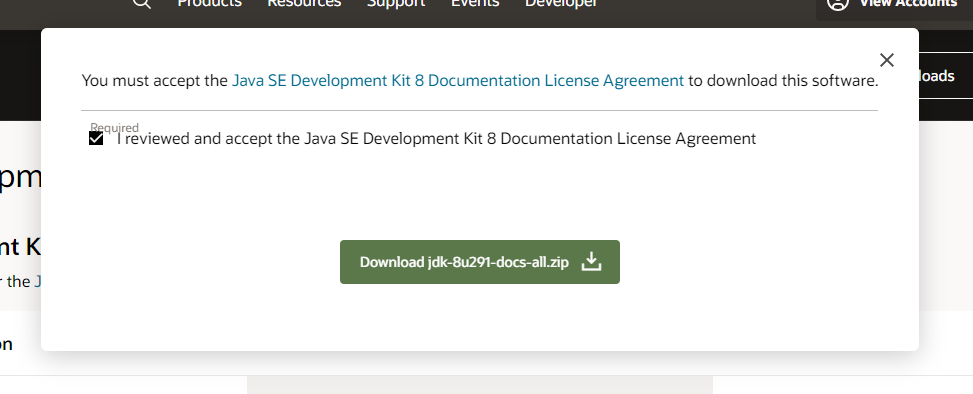 Products Resources Support Events Developer View Accounts
You must accept the Java SE Development Kit 8 Documentation License Agreement to download this software.
loads
Required
I reviewed and accept the Java SE Development Kit 8 Documentation License Agreement
pm
nt K
Download jdk-8u291-docs-all.zip
r the J
on